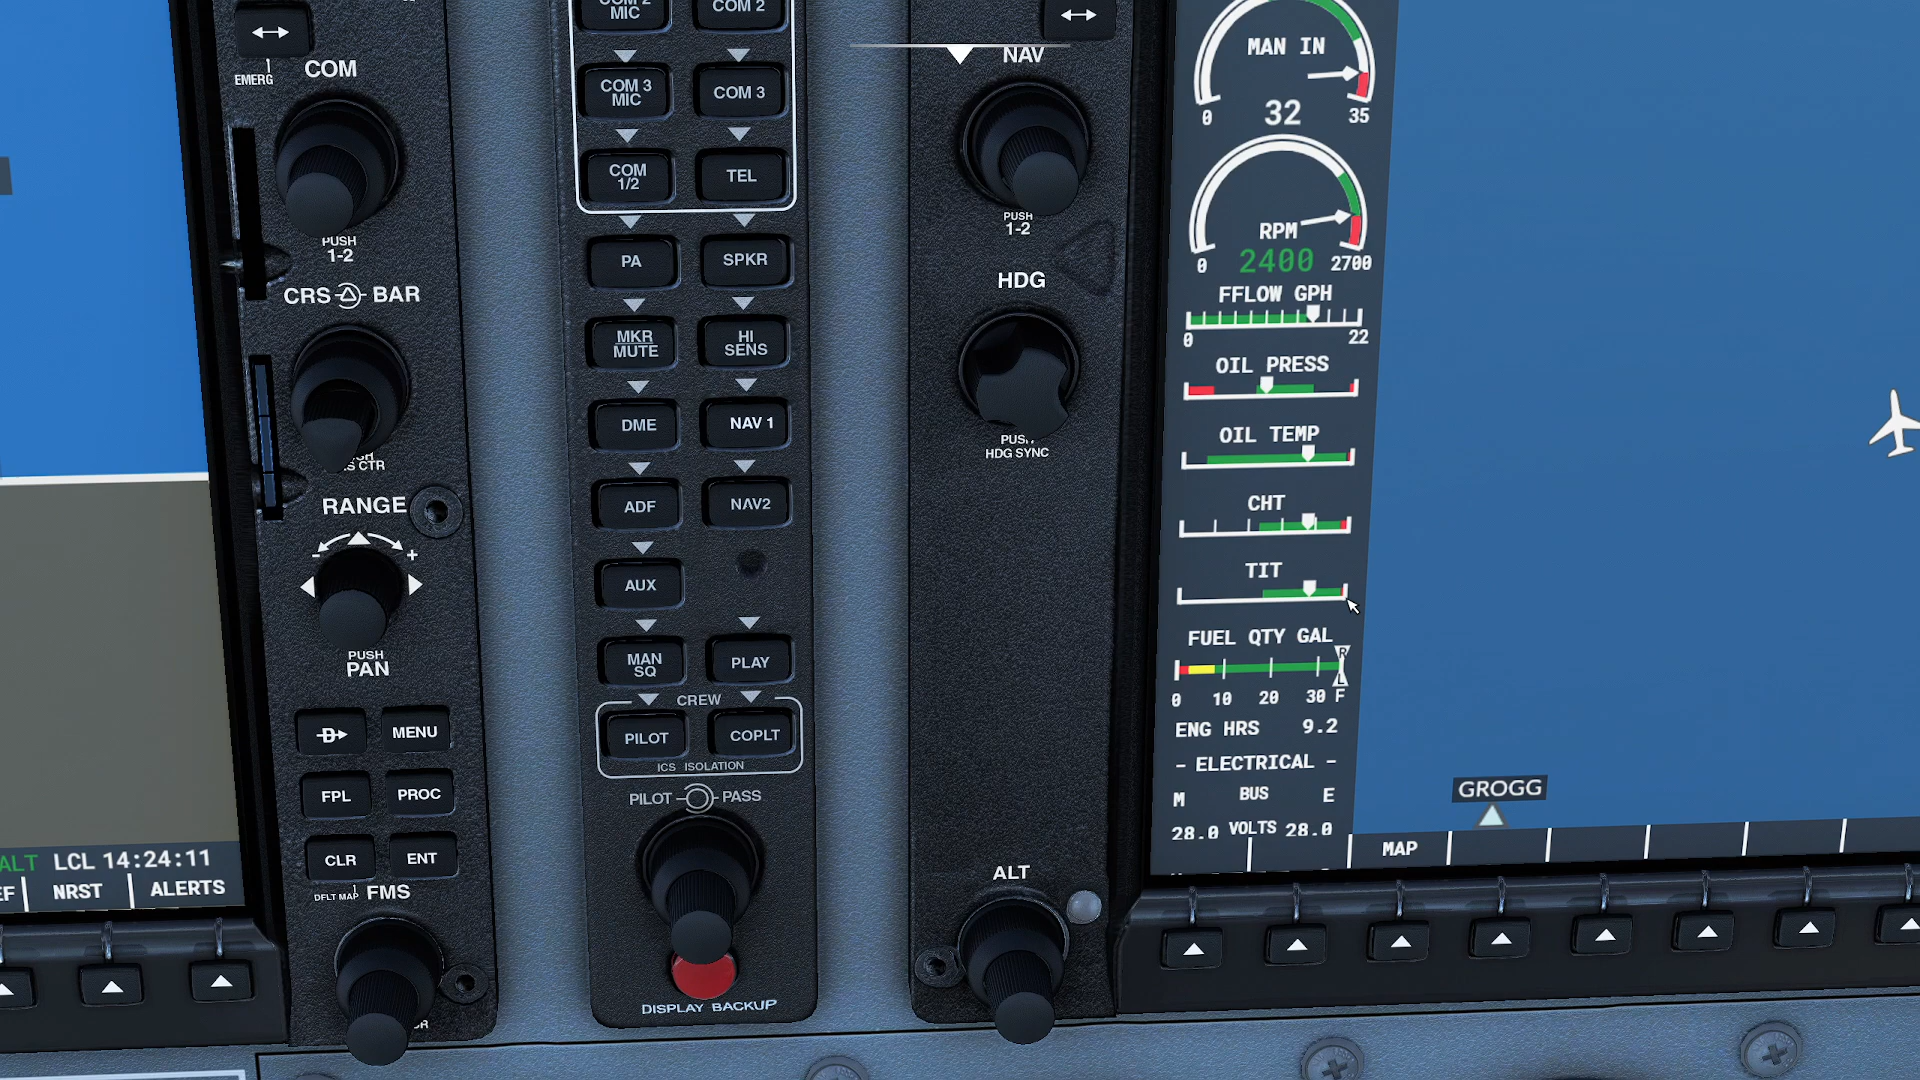 COM 2
MIC
COM 2
1
EMERG
COM
COM 3
MIC
COM 3
COM
1/2
TEL
PUSH
1-2
CRS
BAR
PA
SPKR
MKR
MUTE
HI
SENS
DME
NAV 1
ADF
NAV2
AUX
MAN
SQ
PLAY
CREW
PILOT
COPLT
ICS ISOLATION
PILOT
PASS
DISPLAY BACKUP
CTR
RANGE
-
+
PUSH
PAN
D
MENU
FPL
PROC
CLR
ENT
1
DFLT MAP
FMS
ALT LCL 14:24:11
NRST
ALERTS
NAV
PUSH
1-2
HDG
HDG SYNC
ALT
MAN IN
0
32
35
RPM
0
2400
2700
FFLOW GPH
0
22
OIL PRESS
OIL TEMP
CHT
TIT
FUEL QTY GAL
R
L
0 10 20 30 F
ENG HRS 9.2
- ELECTRICAL -
M BUS E
28.0 VOLTS 28.0
GROGG
MAP